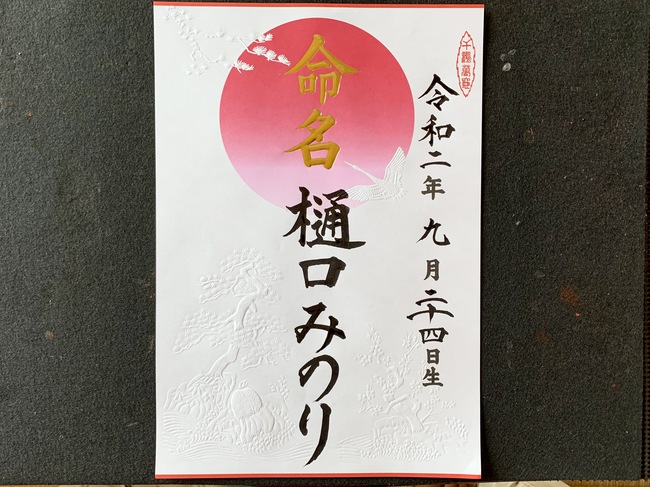 令和二年 九月二十四日生
命名 樋口みのり